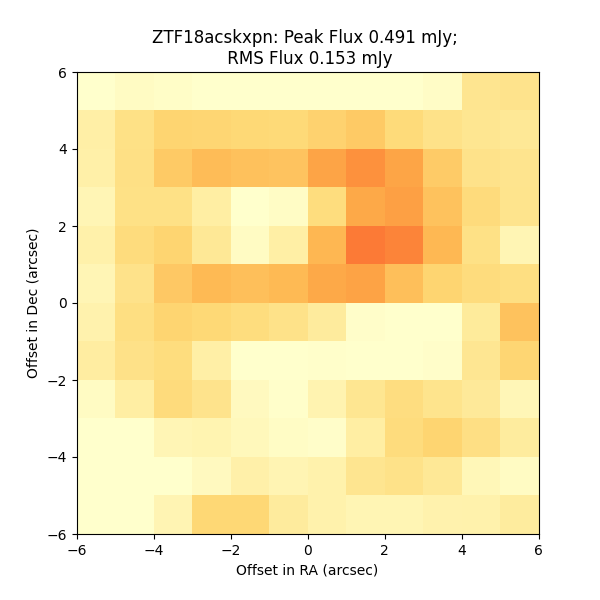 ZTF18acskxpn: Peak Flux 0.491 mJy;
RMS Flux 0.153 mJy
6
4
2
0
−2
−4
−6
Offset in Dec (arcsec)
−6 −4 −2 0 2 4 6
Offset in RA (arcsec)